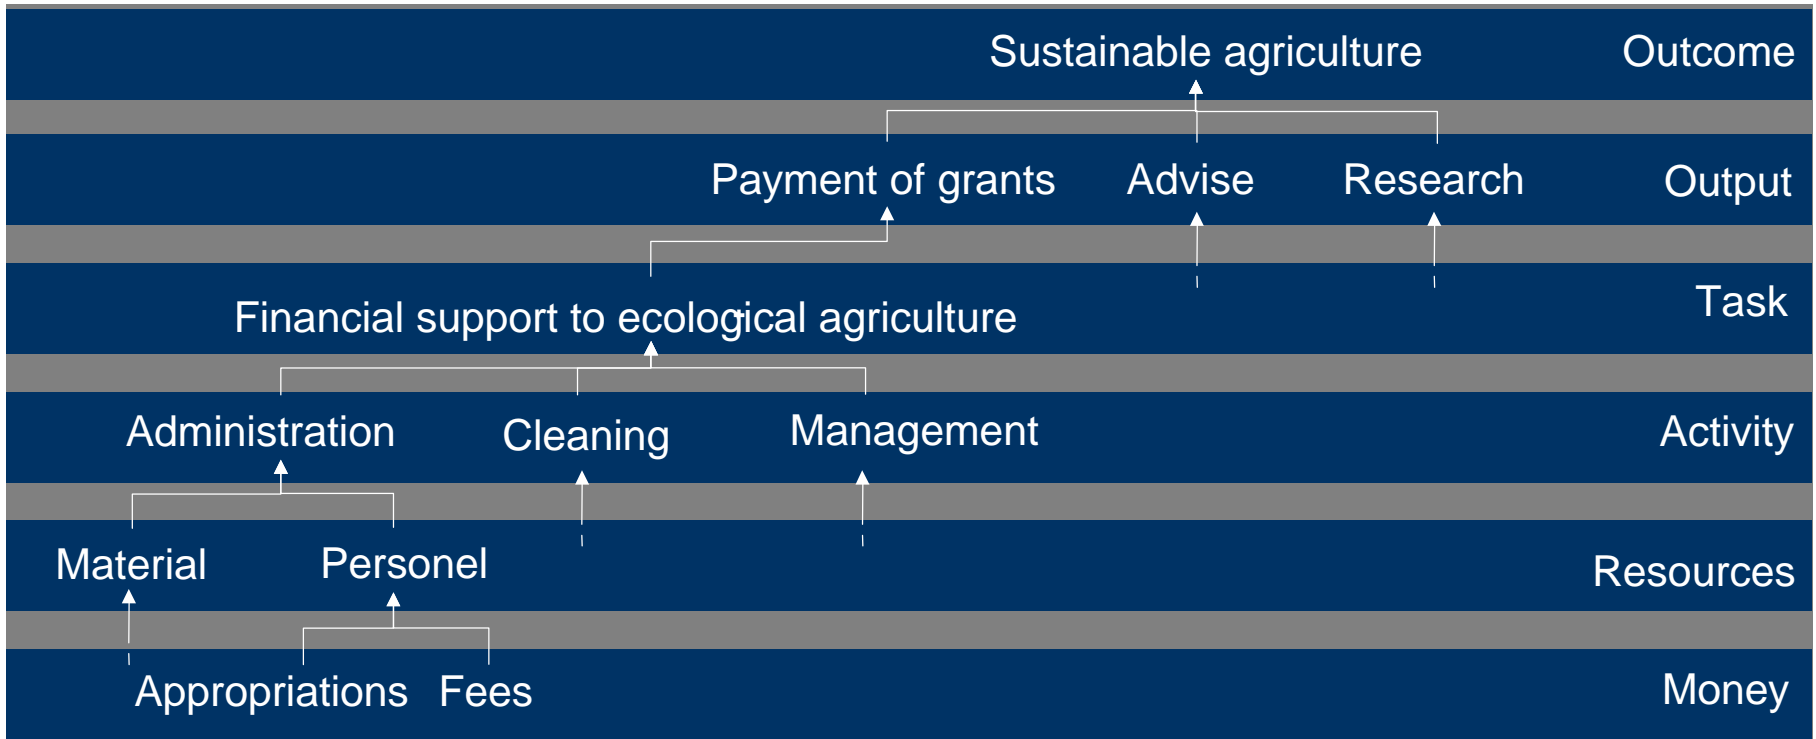 Sustainable agriculture Outcome
Payment of grants Advise Research Output
Task
Financial support to ecological agriculture
Administration Cleaning Management Activity
Material Personel Resources
Appropriations Fees Money